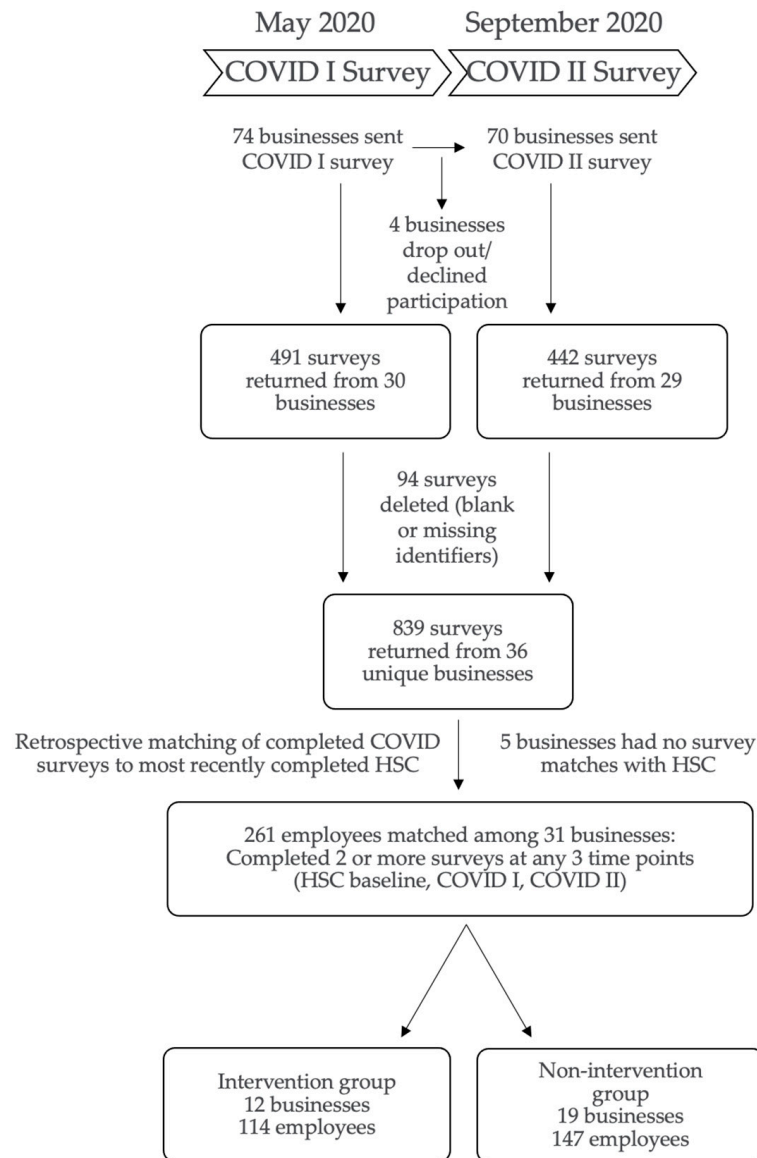 May 2020
September 2020
COVID I Survey
COVID II Survey
74 businesses sent
COVID I survey
70 businesses sent
COVID II survey
4 businesses
drop out/
declined
participation
491 surveys
returned from 30
businesses
442 surveys
returned from 29
businesses
94 surveys
deleted (blank
or missing
identifiers)
839 surveys
returned from 36
unique businesses
Retrospective matching of completed COVID
surveys to most recently completed HSC
5 businesses had no survey
matches with HSC
261 employees matched among 31 businesses:
Completed 2 or more surveys at any 3 time points
(HSC baseline, COVID I, COVID II)
Intervention group
12 businesses
114 employees
Non-intervention
group
19 businesses
147 employees